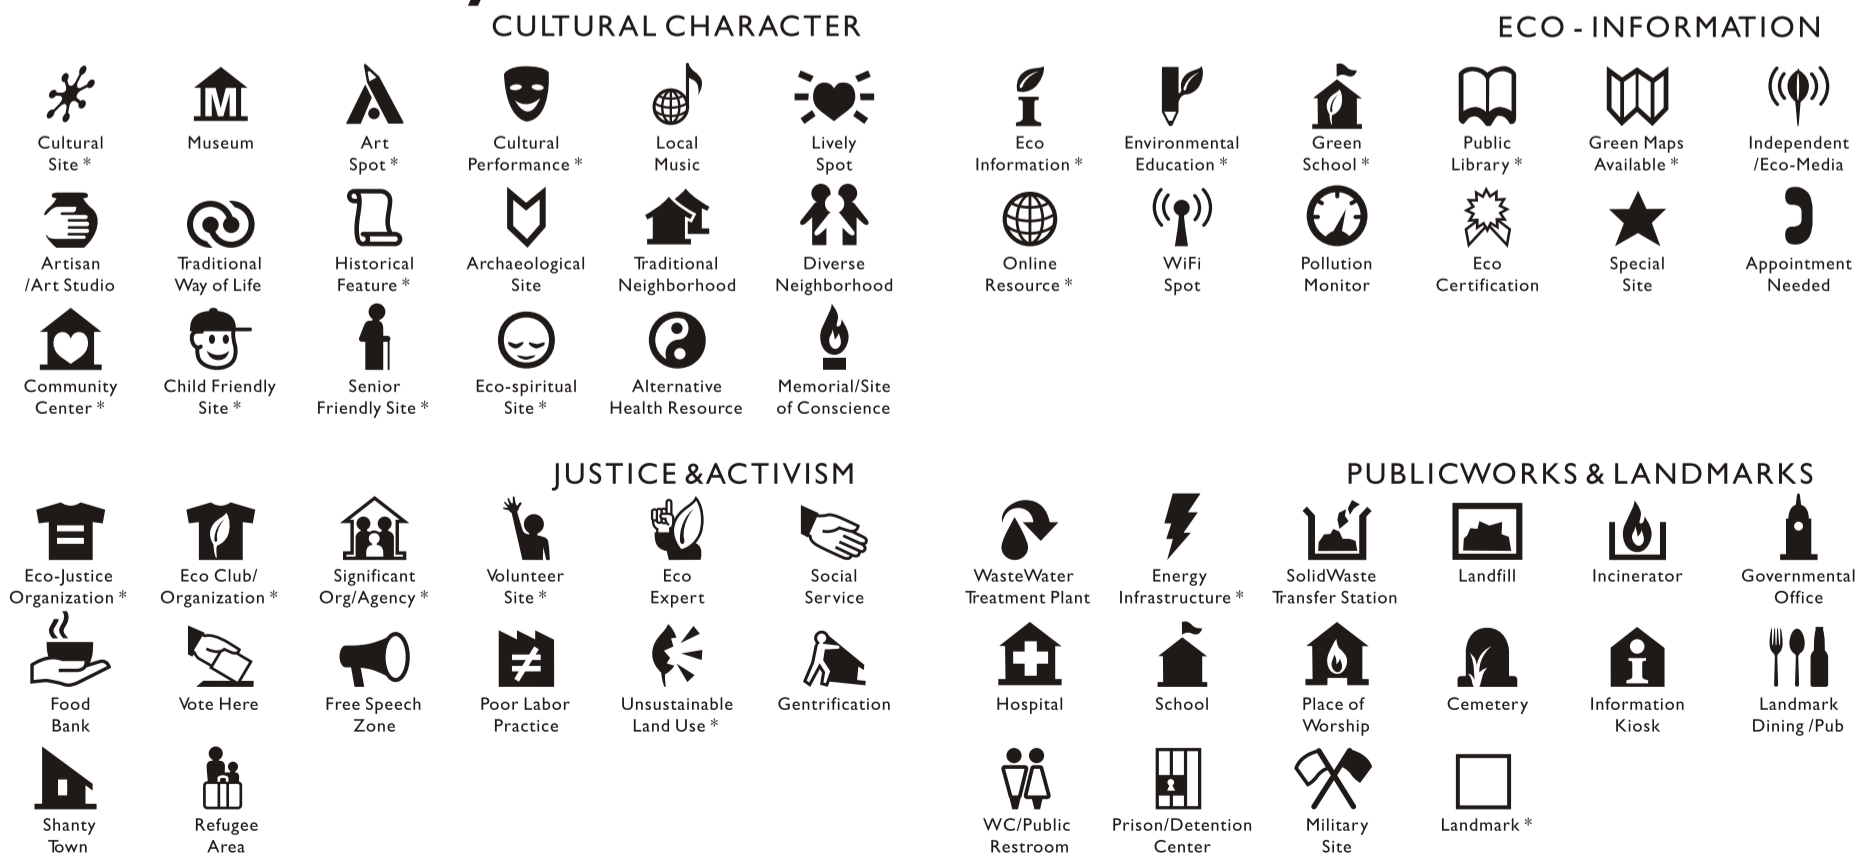 CULTURAL CHARACTER
Cultural
Site *
Museum
Art
Spot *
Cultural
Performance *
Local
Music
Lively
Spot
Artisan
/Art Studio
Traditional
Way of Life
Historical
Feature *
Archaeological
Site
Traditional
Neighborhood
Diverse
Neighborhood
Community
Center *
Child Friendly
Site *
Senior
Friendly Site *
Eco-spiritual
Site *
Alternative
Health Resource
Memorial/Site
of Conscience
ECO - INFORMATION
Eco
Information *
Environmental
Education *
Green
School *
Public
Library *
Green Maps
Available *
Independent
/Eco-Media
Online
Resource *
WiFi
Spot
Pollution
Monitor
Eco
Certification
Special
Site
Appointment
Needed
JUSTICE &ACTIVISM
Eco-Justice
Organization *
Eco Club/
Organization *
Significant
Org/Agency *
Volunteer
Site *
Eco
Expert
Social
Service
Food
Bank
Vote Here
Free Speech
Zone
Poor Labor
Practice
Unsustainable
Land Use *
Gentrification
Shanty
Town
Refugee
Area
PUBLICWORKS & LANDMARKS
WasteWater
Treatment Plant
Energy
Infrastructure *
SolidWaste
Transfer Station
Landfill
Incinerator
Governmental
Office
Hospital
School
Place of
Worship
Cemetery
Information
Kiosk
Landmark
Dining /Pub
WC/Public
Restroom
Prison/Detention
Center
Military
Site
Landmark *